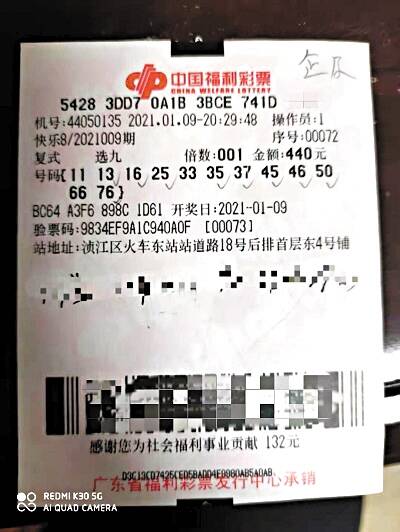 中国福利彩票
CHINA WELFARE LOTTERY
5428 3DD7 0A1B 3BCE 741D
机号:44050135 2021.01.09-20:29:48 操作员:1
快乐8/2021009期 序号:00072
复式 选九 倍数:001 金额:440元
号码{11 13 16 25 33 35 37 45 46 50
66 76}
BC64 A3F6 898C 1D61 开奖日:2021-01-09
验票码:9834EF9A1C940A0F [00073]
站地址:浈江区火车东站站道路18号后排首层东4号铺
感谢您为社会福利事业贡献 132元
广东省福利彩票发行中心承销
REDMI K30 5G
AI QUAD CAMERA